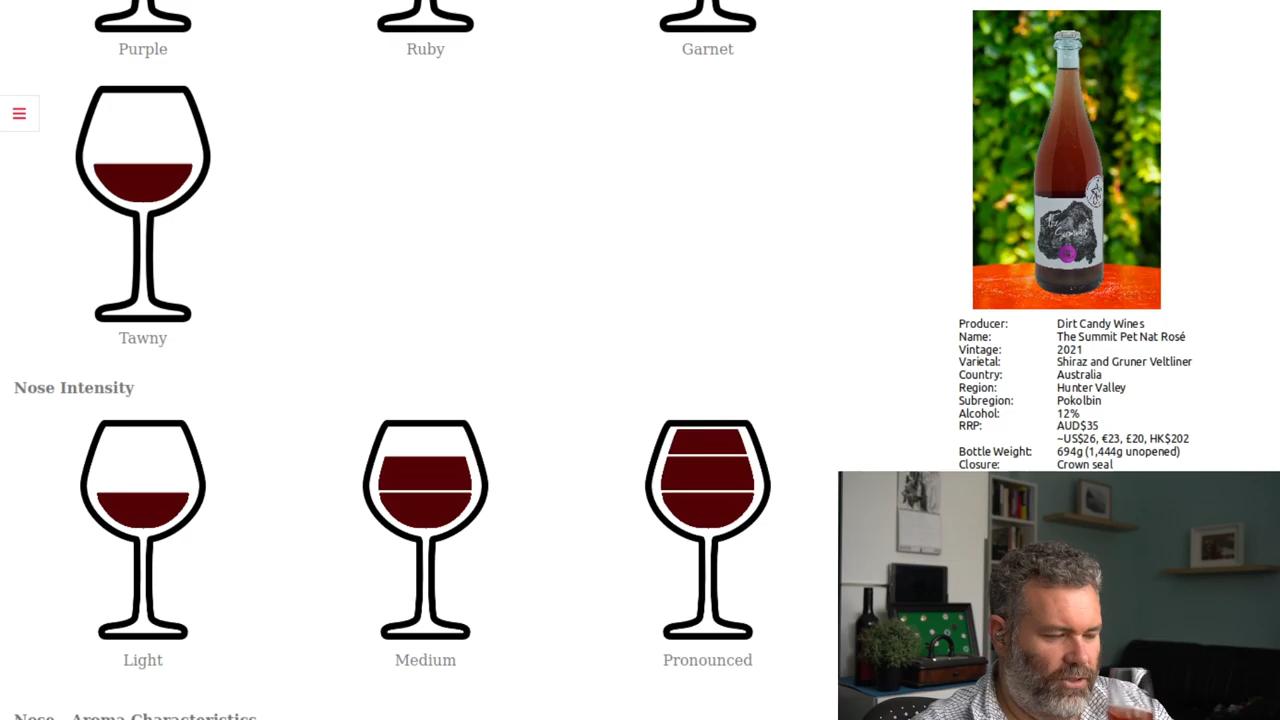 Purple Ruby Garnet
Tawny
Nose Intensity
Light Medium Pronounced
The
Summit
Producer: Dirt Candy Wines
Name: The Summit Pet Nat Rosé
Vintage: 2021
Varietal: Shiraz and Gruner Veltliner
Country: Australia
Region: Hunter Valley
Subregion: Pokolbin
Alcohol: 12%
RRP: AUD$35
~US$26, €23, £20, HK$202
Bottle Weight: 694g (1,444g unopened)
Closure: Crown seal